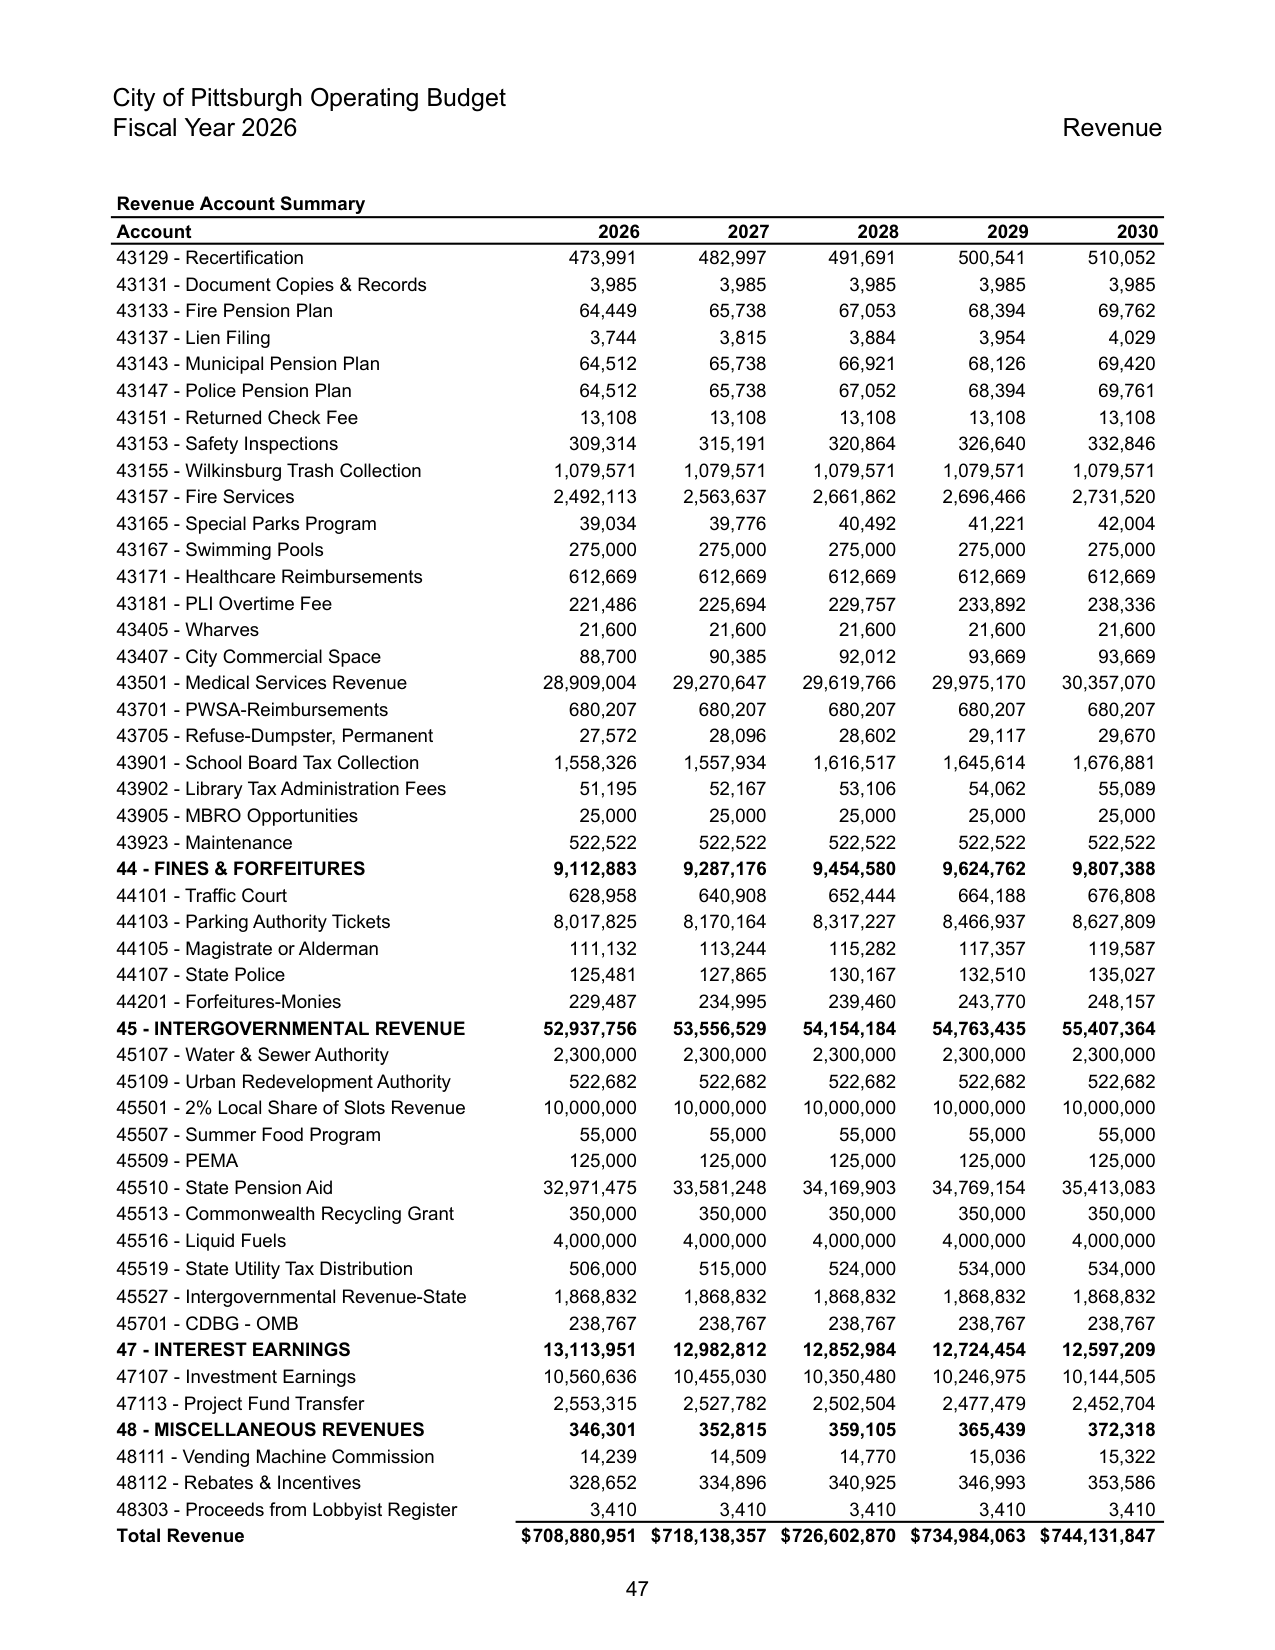 City of Pittsburgh Operating Budget
Fiscal Year 2026 Revenue
Revenue Account Summary
Account 2026 2027 2028 2029 2030
43129 - Recertification 473,991 482,997 491,691 500,541 510,052
43131 - Document Copies & Records 3,985 3,985 3,985 3,985 3,985
43133 - Fire Pension Plan 64,449 65,738 67,053 68,394 69,762
43137 - Lien Filing 3,744 3,815 3,884 3,954 4,029
43143 - Municipal Pension Plan 64,512 65,738 66,921 68,126 69,420
43147 - Police Pension Plan 64,512 65,738 67,052 68,394 69,761
43151 - Returned Check Fee 13,108 13,108 13,108 13,108 13,108
43153 - Safety Inspections 309,314 315,191 320,864 326,640 332,846
43155 - Wilkinsburg Trash Collection 1,079,571 1,079,571 1,079,571 1,079,571 1,079,571
43157 - Fire Services 2,492,113 2,563,637 2,661,862 2,696,466 2,731,520
43165 - Special Parks Program 39,034 39,776 40,492 41,221 42,004
43167 - Swimming Pools 275,000 275,000 275,000 275,000 275,000
43171 - Healthcare Reimbursements 612,669 612,669 612,669 612,669 612,669
43181 - PLI Overtime Fee 221,486 225,694 229,757 233,892 238,336
43405 - Wharves 21,600 21,600 21,600 21,600 21,600
43407 - City Commercial Space 88,700 90,385 92,012 93,669 93,669
43501 - Medical Services Revenue 28,909,004 29,270,647 29,619,766 29,975,170 30,357,070
43701 - PWSA-Reimbursements 680,207 680,207 680,207 680,207 680,207
43705 - Refuse-Dumpster, Permanent 27,572 28,096 28,602 29,117 29,670
43901 - School Board Tax Collection 1,558,326 1,557,934 1,616,517 1,645,614 1,676,881
43902 - Library Tax Administration Fees 51,195 52,167 53,106 54,062 55,089
43905 - MBRO Opportunities 25,000 25,000 25,000 25,000 25,000
43923 - Maintenance 522,522 522,522 522,522 522,522 522,522
44 - FINES & FORFEITURES 9,112,883 9,287,176 9,454,580 9,624,762 9,807,388
44101 - Traffic Court 628,958 640,908 652,444 664,188 676,808
44103 - Parking Authority Tickets 8,017,825 8,170,164 8,317,227 8,466,937 8,627,809
44105 - Magistrate or Alderman 111,132 113,244 115,282 117,357 119,587
44107 - State Police 125,481 127,865 130,167 132,510 135,027
44201 - Forfeitures-Monies 229,487 234,995 239,460 243,770 248,157
45 - INTERGOVERNMENTAL REVENUE 52,937,756 53,556,529 54,154,184 54,763,435 55,407,364
45107 - Water & Sewer Authority 2,300,000 2,300,000 2,300,000 2,300,000 2,300,000
45109 - Urban Redevelopment Authority 522,682 522,682 522,682 522,682 522,682
45501 - 2% Local Share of Slots Revenue 10,000,000 10,000,000 10,000,000 10,000,000 10,000,000
45507 - Summer Food Program 55,000 55,000 55,000 55,000 55,000
45509 - PEMA 125,000 125,000 125,000 125,000 125,000
45510 - State Pension Aid 32,971,475 33,581,248 34,169,903 34,769,154 35,413,083
45513 - Commonwealth Recycling Grant 350,000 350,000 350,000 350,000 350,000
45516 - Liquid Fuels 4,000,000 4,000,000 4,000,000 4,000,000 4,000,000
45519 - State Utility Tax Distribution 506,000 515,000 524,000 534,000 534,000
45527 - Intergovernmental Revenue-State 1,868,832 1,868,832 1,868,832 1,868,832 1,868,832
45701 - CDBG - OMB 238,767 238,767 238,767 238,767 238,767
47 - INTEREST EARNINGS 13,113,951 12,982,812 12,852,984 12,724,454 12,597,209
47107 - Investment Earnings 10,560,636 10,455,030 10,350,480 10,246,975 10,144,505
47113 - Project Fund Transfer 2,553,315 2,527,782 2,502,504 2,477,479 2,452,704
48 - MISCELLANEOUS REVENUES 346,301 352,815 359,105 365,439 372,318
48111 - Vending Machine Commission 14,239 14,509 14,770 15,036 15,322
48112 - Rebates & Incentives 328,652 334,896 340,925 346,993 353,586
48303 - Proceeds from Lobbyist Register 3,410 3,410 3,410 3,410 3,410
Total Revenue $708,880,951 $718,138,357 $726,602,870 $734,984,063 $744,131,847
47